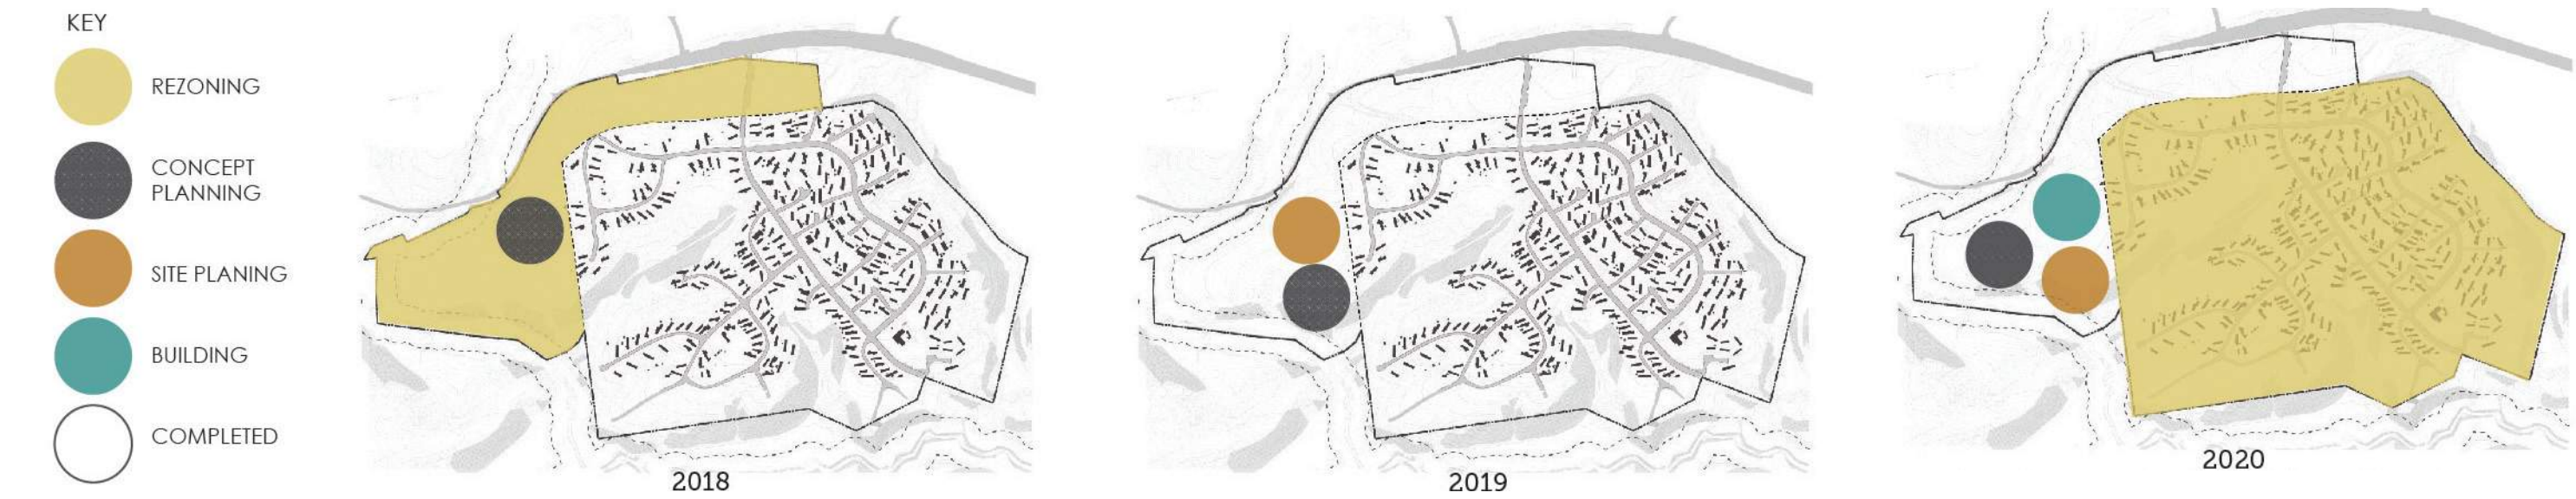 KEY
REZONING
CONCEPT
PLANNING
SITE PLANING
BUILDING
COMPLETED
2018
2019
2020